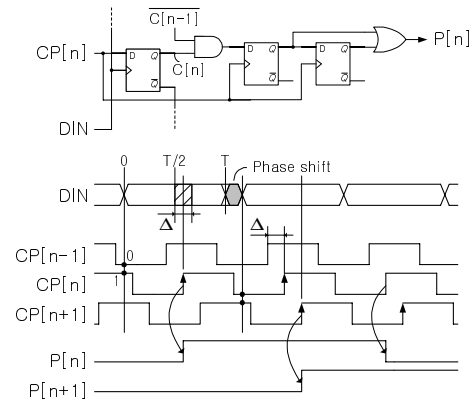 C[n-1]
D Q D Q D Q
CP[n] C[n] P[n]
Q Q Q
DIN
0 T/2 T Phase shift
DIN
Δ Δ
CP[n-1] 0
CP[n] 1
CP[n+1]
P[n]
P[n+1]